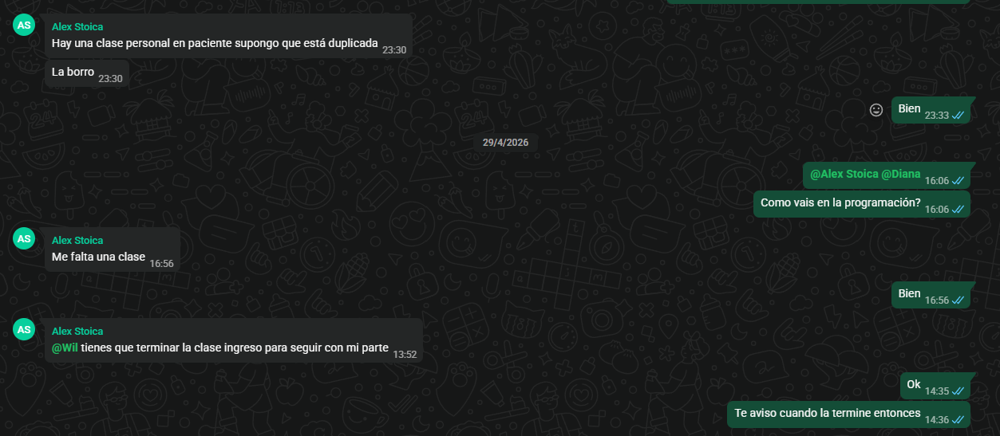 AS
Alex Stoica
Hay una clase personal en paciente supongo que está duplicada 23:30
La borro 23:30
Bien 23:33
29/4/2026
@Alex Stoica @Diana 16:06
Como vais en la programación? 16:06
AS
Alex Stoica
Me falta una clase 16:56
Bien 16:56
AS
Alex Stoica
@Wil tienes que terminar la clase ingreso para seguir con mi parte 13:52
Ok 14:35
Te aviso cuando la termine entonces 14:36